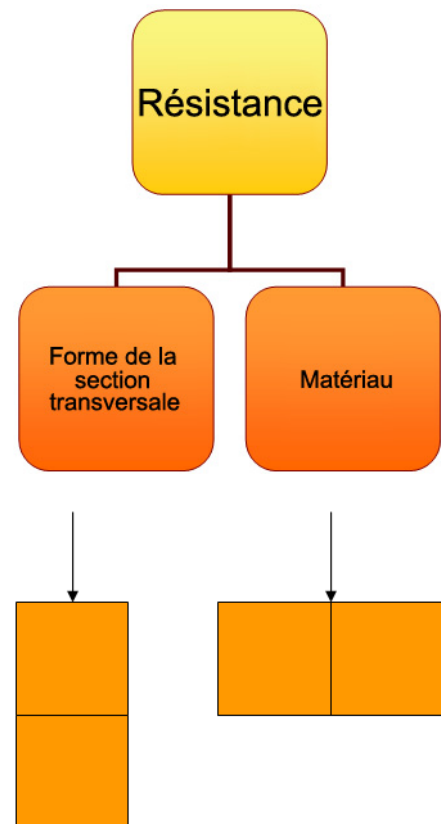 Résistance
Forme de la
section
transversale
Matériau